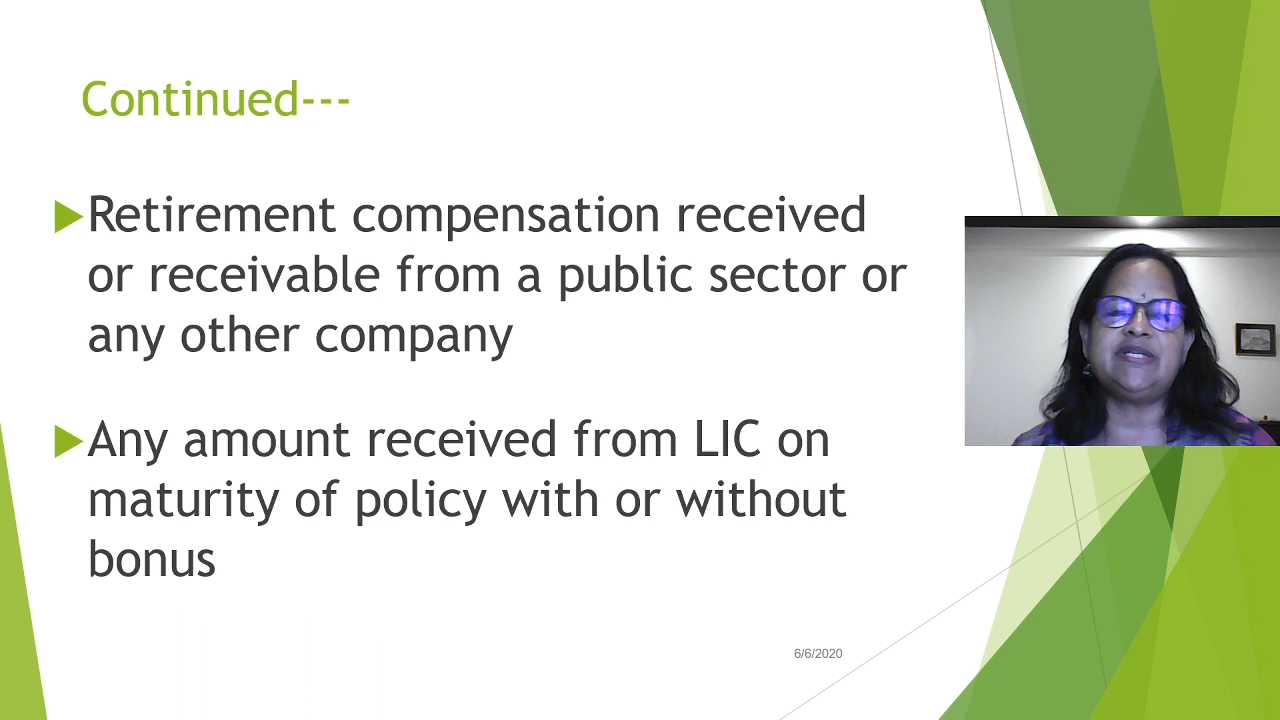 Continued---
Retirement compensation received
or receivable from a public sector or
any other company
Any amount received from LIC on
maturity of policy with or without
bonus
6/6/2020